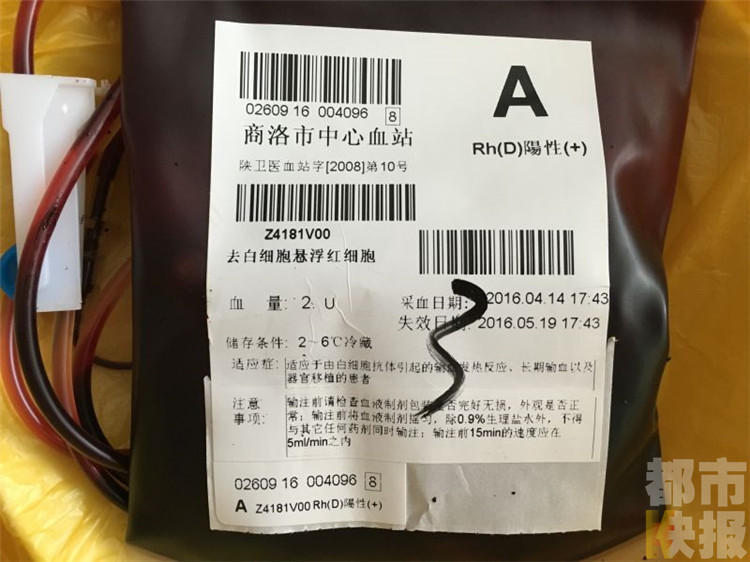 02609 16 004096 8
商洛市中心血站
陕卫医血站字[2008]第10号
A
Rh(D)陽性(+)
Z4181V00
去白细胞悬浮红细胞
血 量: 2 U
储存条件: 2~6℃冷藏
采血日期: 2016.04.14 17:43
失效日期: 2016.05.19 17:43
适应症: 适应于由白细胞抗体引起的输血发热反应、长期输血以及
器官移植的患者
注意事项: 输注前请检查血液制剂包装是否完好无损,外观是否正
常;输注前将血液制剂摇匀,除0.9%生理盐水外,不得
与其它任何药剂同时输注;输注前15min的速度应在
5ml/min之内
02609 16 004096 8
A Z4181V00 Rh(D)陽性(+)
都市
快报